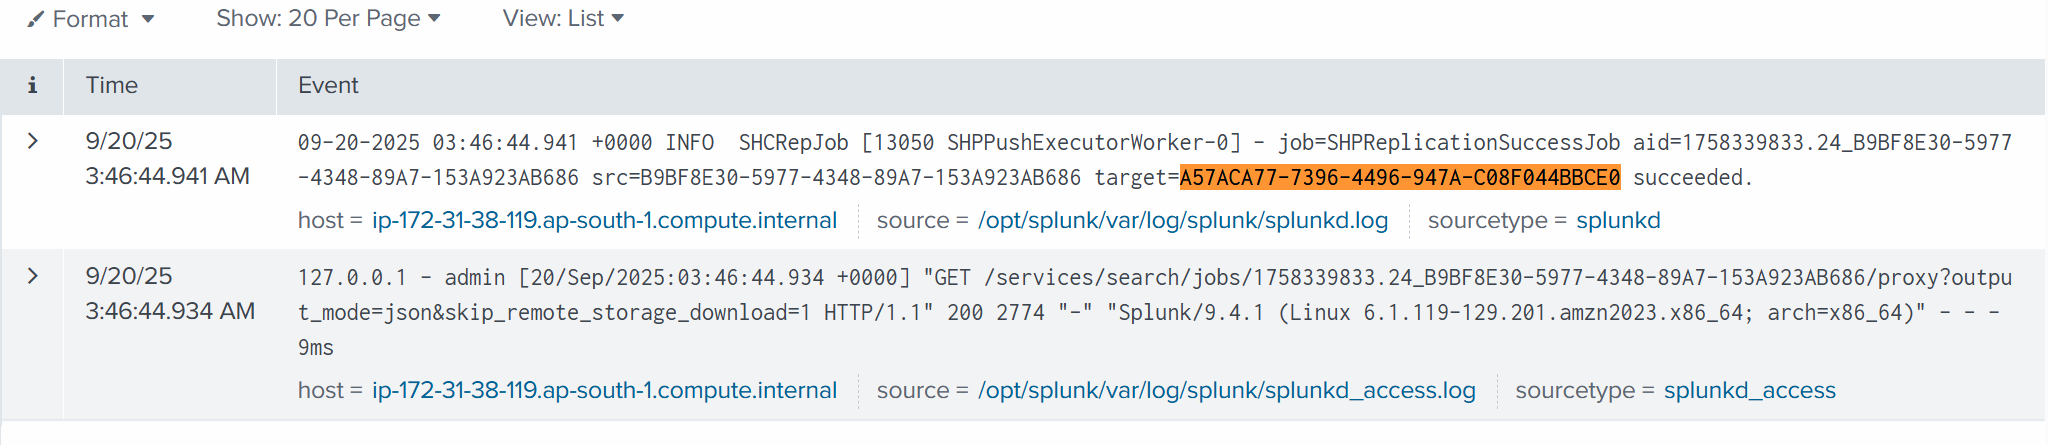 Format Show: 20 Per Page View: List
i Time Event
9/20/25
3:46:44.941 AM
09-20-2025 03:46:44.941 +0000 INFO  SHCRepJob [13050 SHPPushExecutorWorker-0] - job=SHPReplicationSuccessJob aid=1758339833.24_B9BF8E30-5977
-4348-89A7-153A923AB686 src=B9BF8E30-5977-4348-89A7-153A923AB686 target=A57ACA77-7396-4496-947A-C08F044BBCE0 succeeded.
host = ip-172-31-38-119.ap-south-1.compute.internal source = /opt/splunk/var/log/splunk/splunkd.log sourcetype = splunkd
9/20/25
3:46:44.934 AM
127.0.0.1 - admin [20/Sep/2025:03:46:44.934 +0000] "GET /services/search/jobs/1758339833.24_B9BF8E30-5977-4348-89A7-153A923AB686/proxy?outpu
t_mode=json&skip_remote_storage_download=1 HTTP/1.1" 200 2774 "-" "Splunk/9.4.1 (Linux 6.1.119-129.201.amzn2023.x86_64; arch=x86_64)" - - -
9ms
host = ip-172-31-38-119.ap-south-1.compute.internal source = /opt/splunk/var/log/splunk/splunkd_access.log sourcetype = splunkd_access